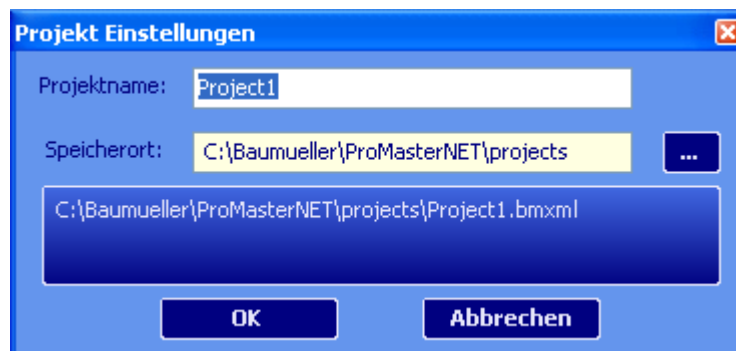 Projekt Einstellungen
Projektname: Project1
Speicherort: C:\Baumueller\ProMasterNET\projects ...
C:\Baumueller\ProMasterNET\projects\Project1.bmxml
OK Abbrechen